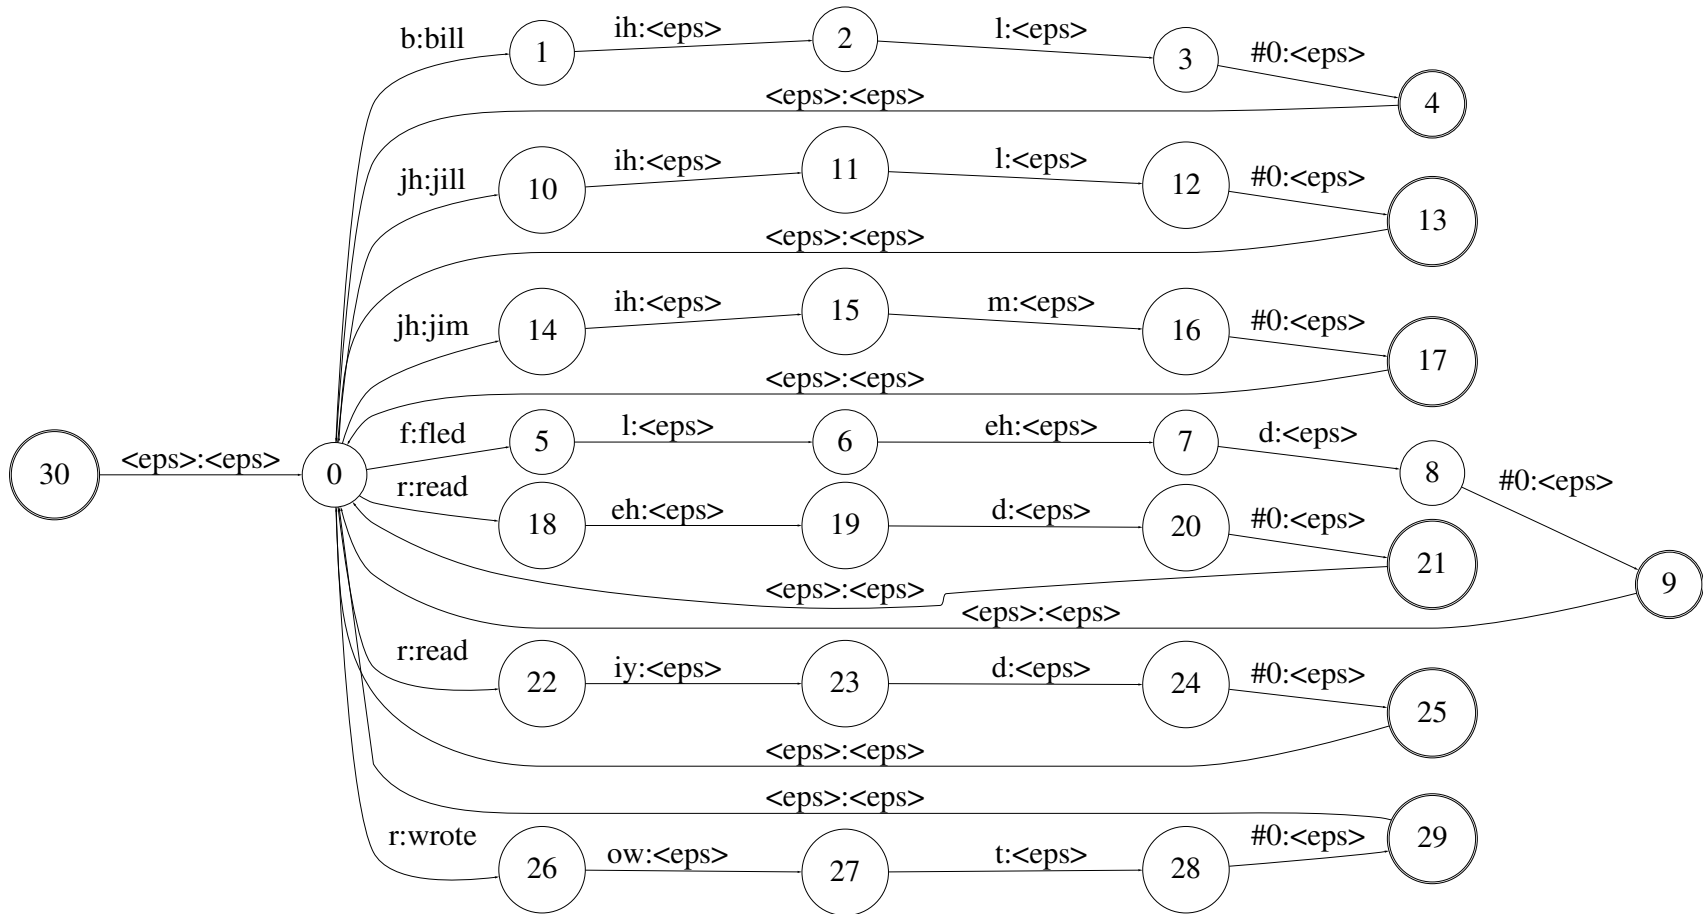 b:bill 1 ih:<eps> 2 l:<eps> 3 #0:<eps> 4
<eps>:<eps>
jh:jill 10 ih:<eps> 11 l:<eps> 12 #0:<eps> 13
<eps>:<eps>
jh:jim 14 ih:<eps> 15 m:<eps> 16 #0:<eps> 17
<eps>:<eps>
30 <eps>:<eps> 0
f:fled 5 l:<eps> 6 eh:<eps> 7 d:<eps> 8 #0:<eps> 9
r:read 18 eh:<eps> 19 d:<eps> 20 #0:<eps> 21
<eps>:<eps>
<eps>:<eps>
r:read 22 iy:<eps> 23 d:<eps> 24 #0:<eps> 25
<eps>:<eps>
<eps>:<eps>
r:wrote 26 ow:<eps> 27 t:<eps> 28 #0:<eps> 29